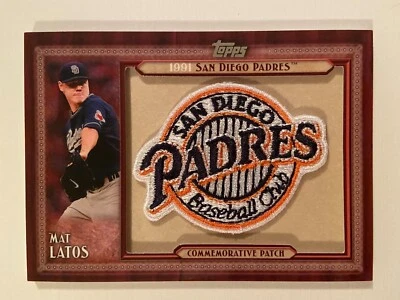 Topps
1991 SAN DIEGO PADRES™
SAN DIEGO
PADRES
Baseball Club
MAT
LATOS
COMMEMORATIVE PATCH